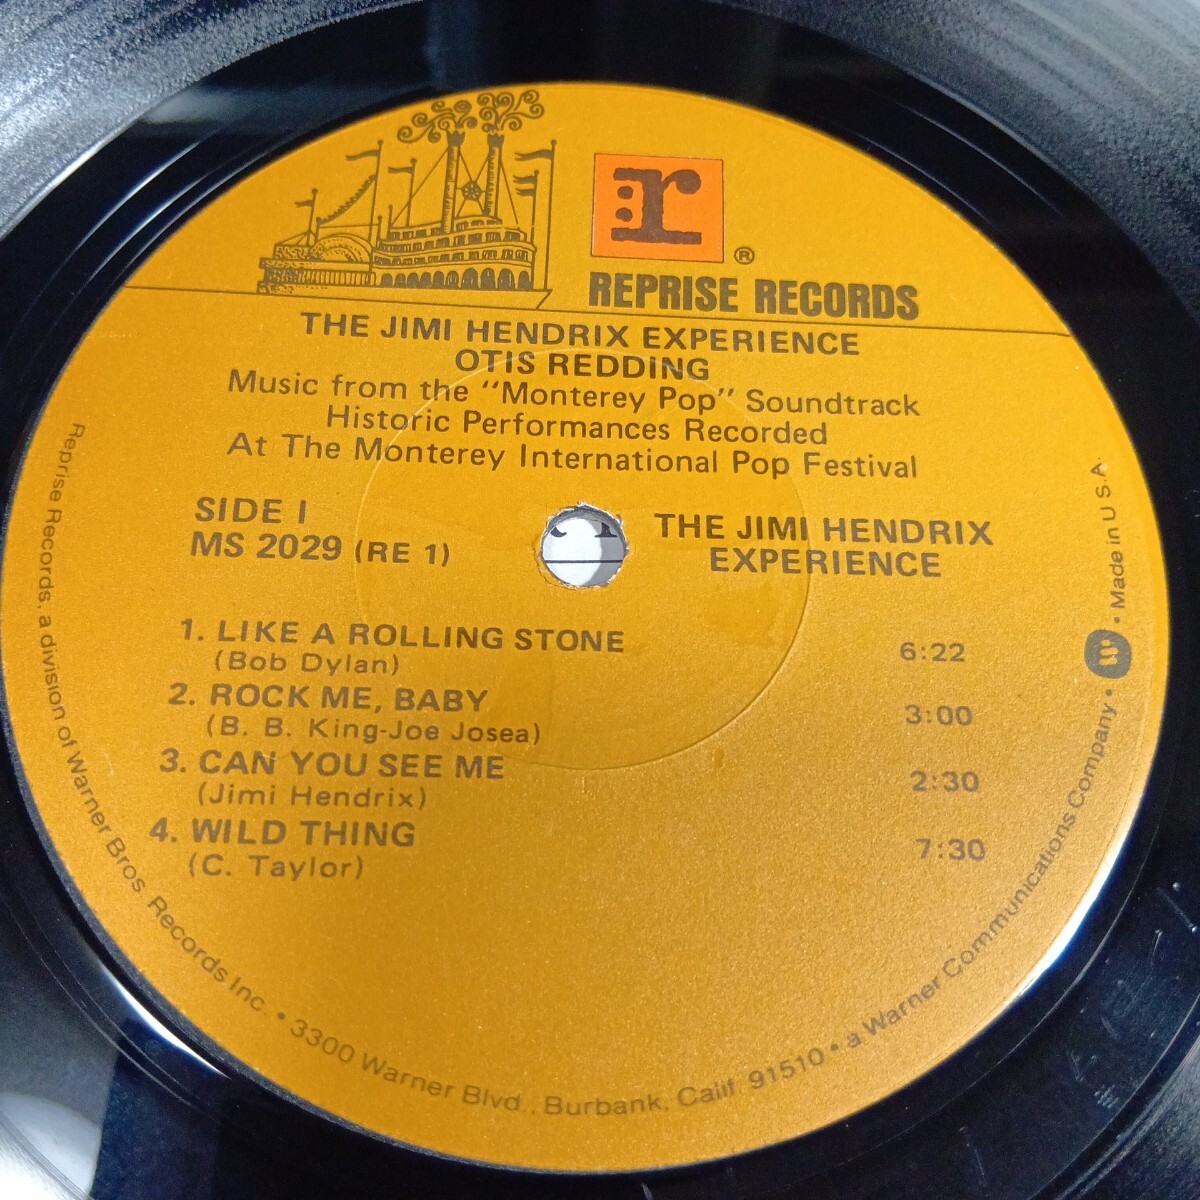 r
®
REPRISE RECORDS
THE JIMI HENDRIX EXPERIENCE
OTIS REDDING
Music from the "Monterey Pop" Soundtrack
Historic Performances Recorded
At The Monterey International Pop Festival
SIDE I
MS 2029 (RE 1)
THE JIMI HENDRIX
EXPERIENCE
1. LIKE A ROLLING STONE 6:22
(Bob Dylan)
2. ROCK ME, BABY 3:00
(B. B. King-Joe Josea)
3. CAN YOU SEE ME 2:30
(Jimi Hendrix)
4. WILD THING 7:30
(C. Taylor)
Reprise Records, a division of Warner Bros. Records Inc. • 3300 Warner Blvd., Burbank, Calif. 91510 • a Warner Communications Company • W • Made in U.S.A.